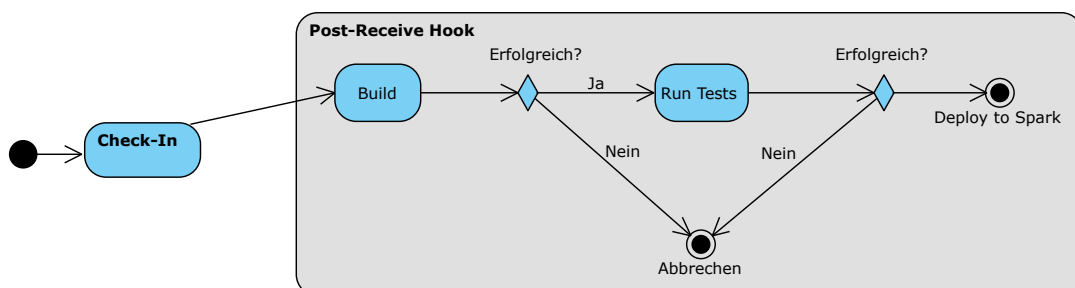 Post-Receive Hook
Erfolgreich?
Erfolgreich?
Build
Ja
Run Tests
Deploy to Spark
Check-In
Nein
Nein
Abbrechen